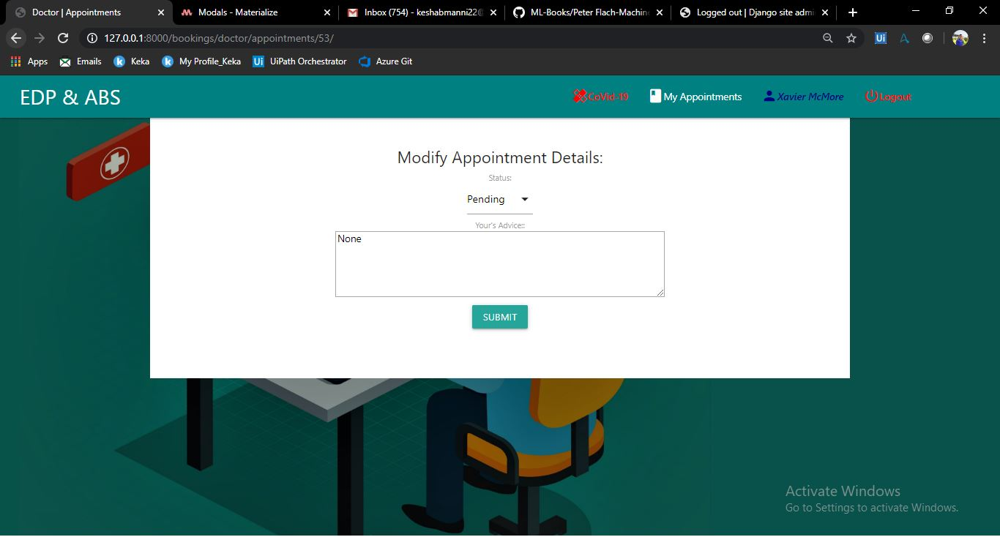 Doctor | Appointments
Modals - Materialize
Inbox (754) - keshabmanni22@
ML-Books/Peter Flach-Machine
Logged out | Django site admi
127.0.0.1:8000/bookings/doctor/appointments/53/
Ui
Apps
Emails
Keka
My Profile_Keka
Ui UiPath Orchestrator
Azure Git
EDP & ABS
CoVid-19
My Appointments
Xavier McMore
Logout
Modify Appointment Details:
Status:
Pending
Your's Advice::
None
SUBMIT
Activate Windows
Go to Settings to activate Windows.